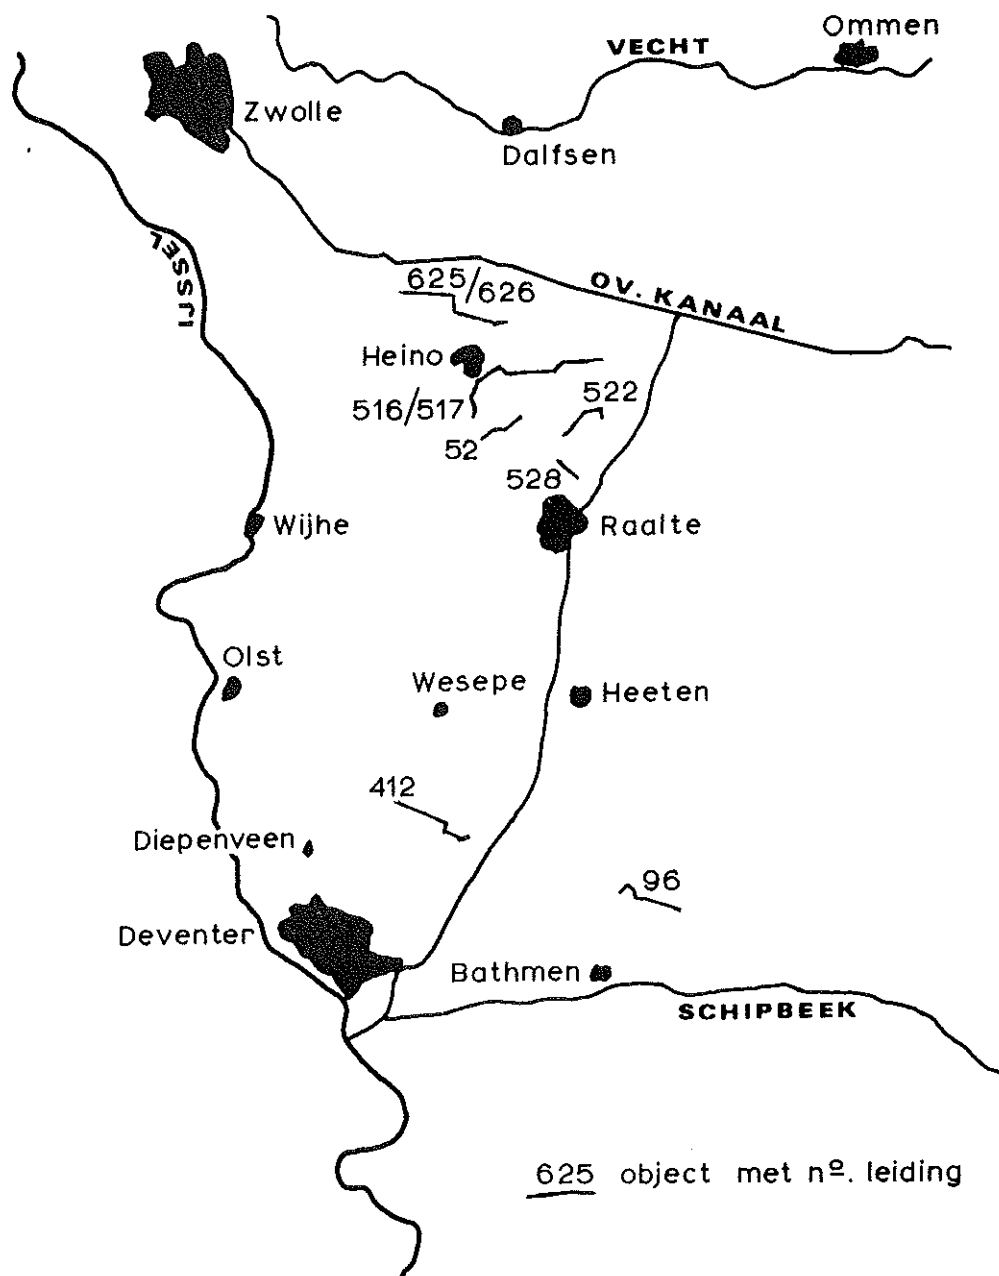 Ommen
VECHT
Zwolle
Dalfsen
IJSSEL
625/626
OV. KANAAL
Heino
516/517
522
52
528
Wijhe
Raalte
Olst
Wesepe
Heeten
412
Diepenveen
96
Deventer
Bathmen
SCHIPBEEK
625 object met nº. leiding